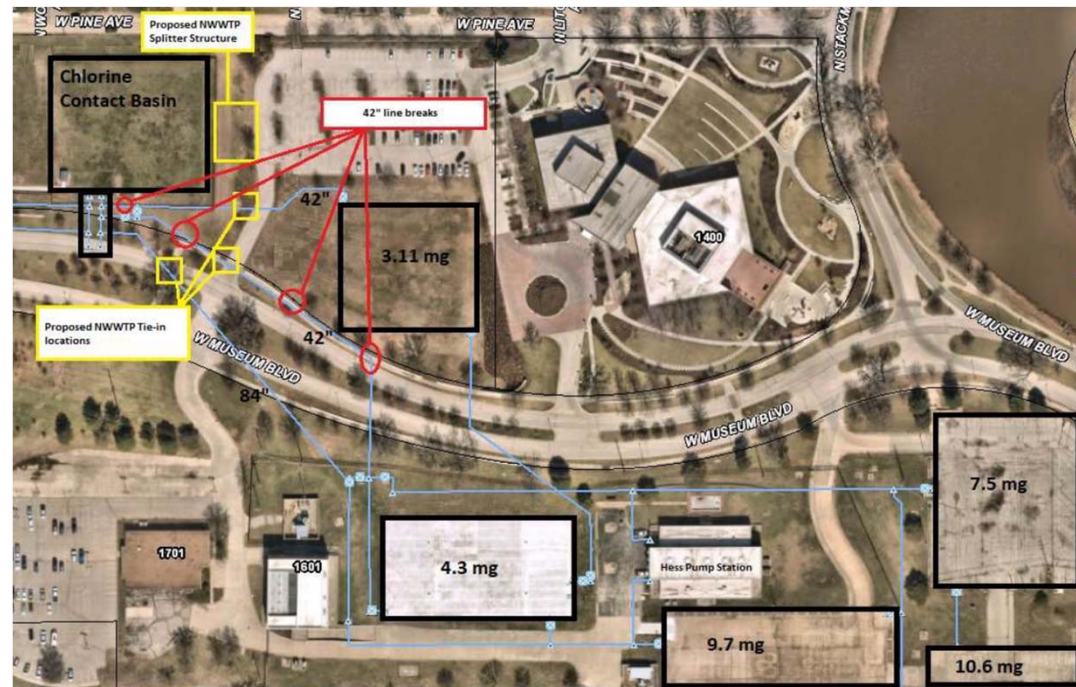 W PINE AVE
W PINE AVE
N LITC
N STACKM
Proposed NWWTP
Splitter Structure
Chlorine
Contact Basin
42" line breaks
42"
3.11 mg
1400
Proposed NWWTP Tie-in
locations
42"
W MUSEUM BLVD
W MUSEUM BLVD
84"
W MUSEUM BLVD
7.5 mg
1701
1601
4.3 mg
Hess Pump Station
9.7 mg
10.6 mg